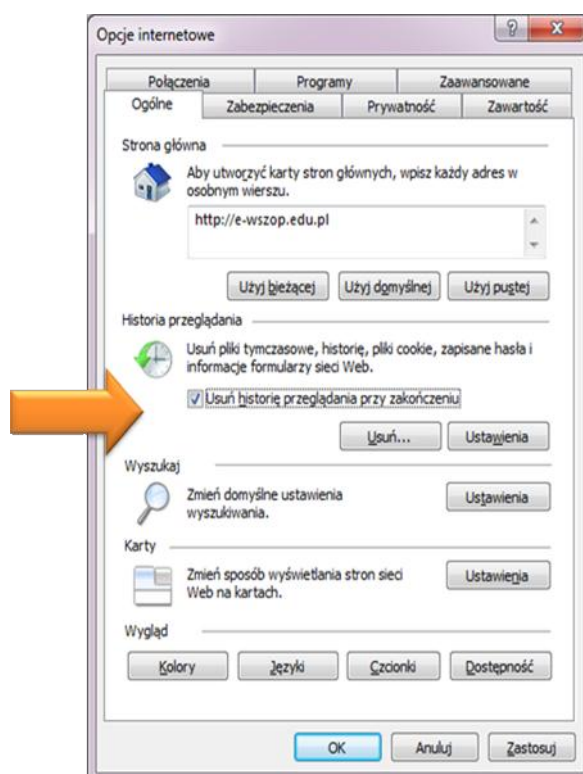 Opcje internetowe
Połączenia Programy Zaawansowane
Ogólne Zabezpieczenia Prywatność Zawartość
Strona główna
Aby utworzyć karty stron głównych, wpisz każdy adres w
osobnym wierszu.
http://e-wszop.edu.pl
Użyj bieżącej Użyj domyślnej Użyj pustej
Historia przeglądania
Usuń pliki tymczasowe, historię, pliki cookie, zapisane hasła i
informacje formularzy sieci Web.
Usuń historię przeglądania przy zakończeniu
Usuń... Ustawienia
Wyszukaj
Zmień domyślne ustawienia
wyszukiwania.
Ustawienia
Karty
Zmień sposób wyświetlania stron sieci
Web na kartach.
Ustawienia
Wygląd
Kolory Języki Czcionki Dostępność
OK Anuluj Zastosuj